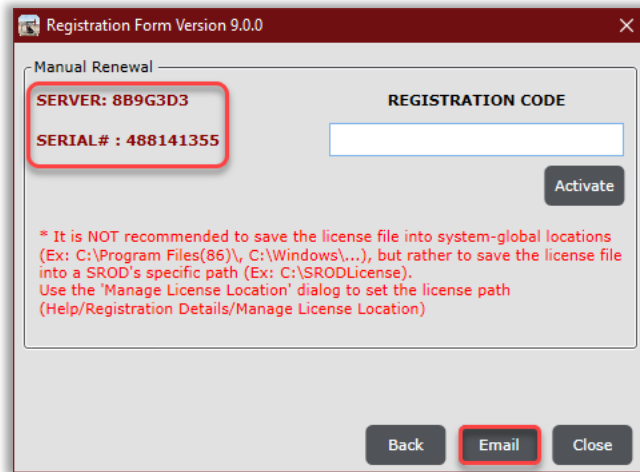 Registration Form Version 9.0.0
Manual Renewal
SERVER: 8B9G3D3
REGISTRATION CODE
SERIAL# : 488141355
Activate
* It is NOT recommended to save the license file into system-global locations
(Ex: C:\Program Files(86)\, C:\Windows\...), but rather to save the license file
into a SROD's specific path (Ex: C:\SRODLicense).
Use the 'Manage License Location' dialog to set the license path
(Help/Registration Details/Manage License Location)
Back Email Close